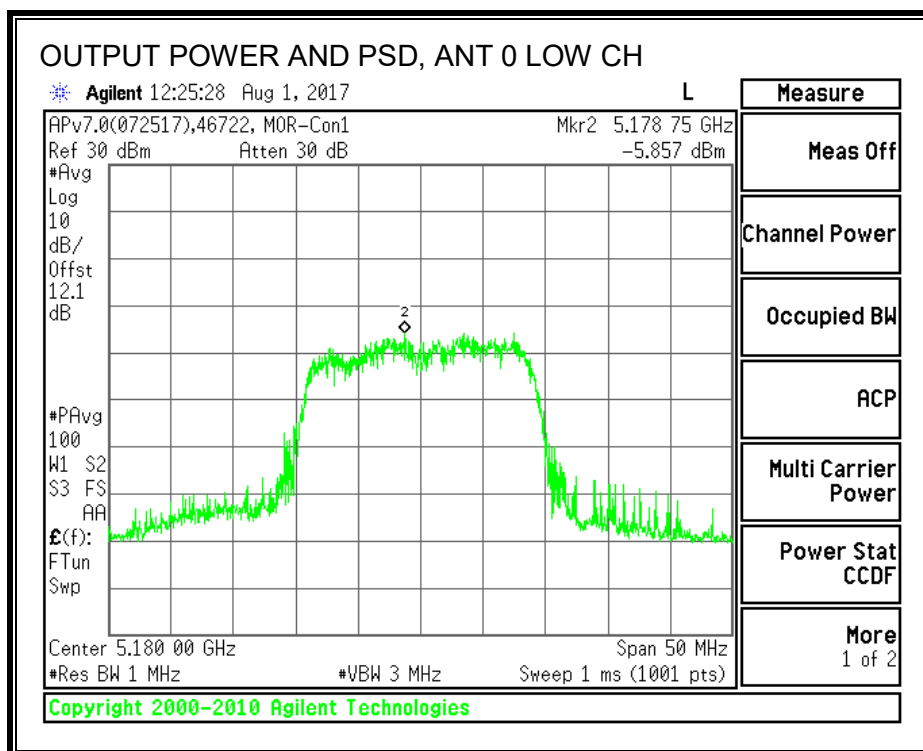 OUTPUT POWER AND PSD, ANT 0 LOW CH
Agilent 12:25:28 Aug 1, 2017 L
APv7.0(072517),46722, MOR-Con1 Mkr2 5.178 75 GHz
Ref 30 dBm Atten 30 dB -5.857 dBm
#Avg
Log
10
dB/
Offst
12.1
dB
2
#PAvg
100
W1 S2
S3 FS
AA
£(f):
FTun
Swp
Center 5.180 00 GHz Span 50 MHz
#Res BW 1 MHz #VBW 3 MHz Sweep 1 ms (1001 pts)
Copyright 2000-2010 Agilent Technologies
Measure
Meas Off
Channel Power
Occupied BW
ACP
Multi Carrier
Power
Power Stat
CCDF
More
1 of 2